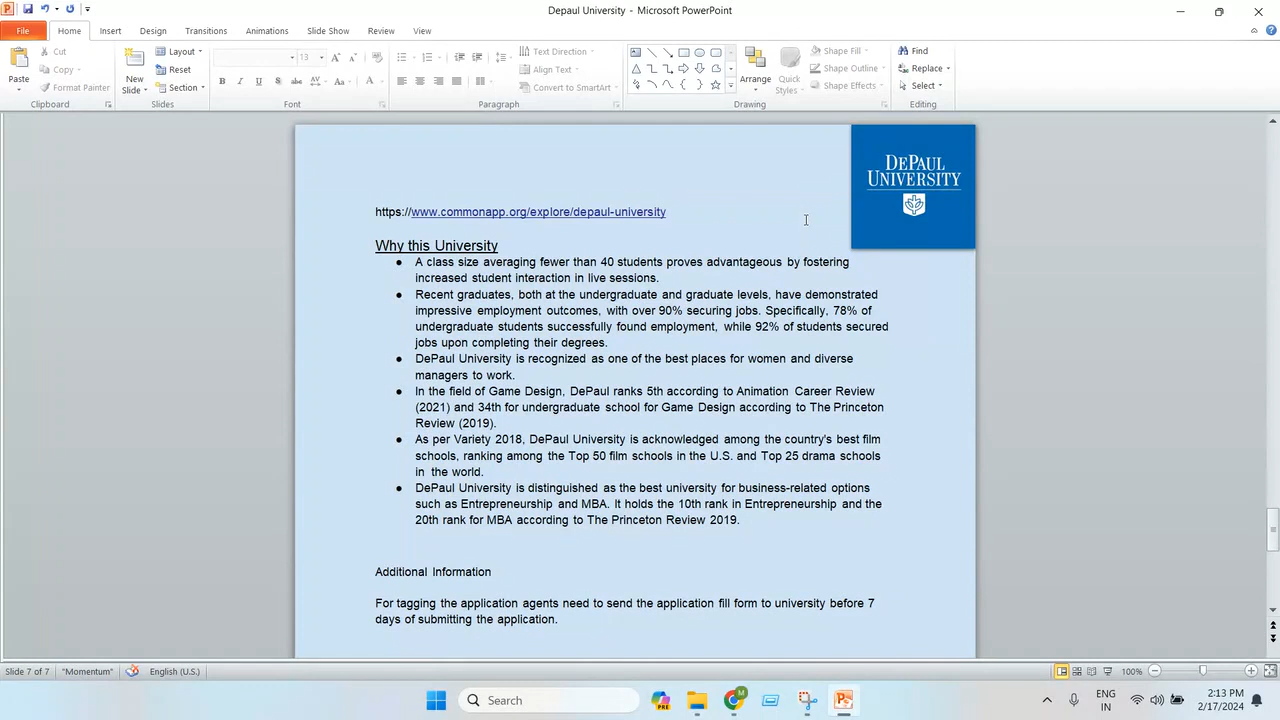 Depaul University - Microsoft PowerPoint
File Home Insert Design Transitions Animations Slide Show Review View
Paste
Cut
Copy
Format Painter
Clipboard
New
Slide
Layout
Reset
Section
Slides
13
B I U S abc AV Aa A
Font
Text Direction
Align Text
Convert to SmartArt
Paragraph
Arrange
Quick
Styles
Shape Fill
Shape Outline
Shape Effects
Drawing
Find
Replace
Select
Editing
DEPAUL
UNIVERSITY
https://www.commonapp.org/explore/depaul-university
Why this University
● A class size averaging fewer than 40 students proves advantageous by fostering
increased student interaction in live sessions.
● Recent graduates, both at the undergraduate and graduate levels, have demonstrated
impressive employment outcomes, with over 90% securing jobs. Specifically, 78% of
undergraduate students successfully found employment, while 92% of students secured
jobs upon completing their degrees.
● DePaul University is recognized as one of the best places for women and diverse
managers to work.
● In the field of Game Design, DePaul ranks 5th according to Animation Career Review
(2021) and 34th for undergraduate school for Game Design according to The Princeton
Review (2019).
● As per Variety 2018, DePaul University is acknowledged among the country's best film
schools, ranking among the Top 50 film schools in the U.S. and Top 25 drama schools
in the world.
● DePaul University is distinguished as the best university for business-related options
such as Entrepreneurship and MBA. It holds the 10th rank in Entrepreneurship and the
20th rank for MBA according to The Princeton Review 2019.
Additional Information
For tagging the application agents need to send the application fill form to university before 7
days of submitting the application.
Slide 7 of 7 "Momentum" English (U.S.) 100%
Search
PRE
M
ENG
IN
2:13 PM
2/17/2024